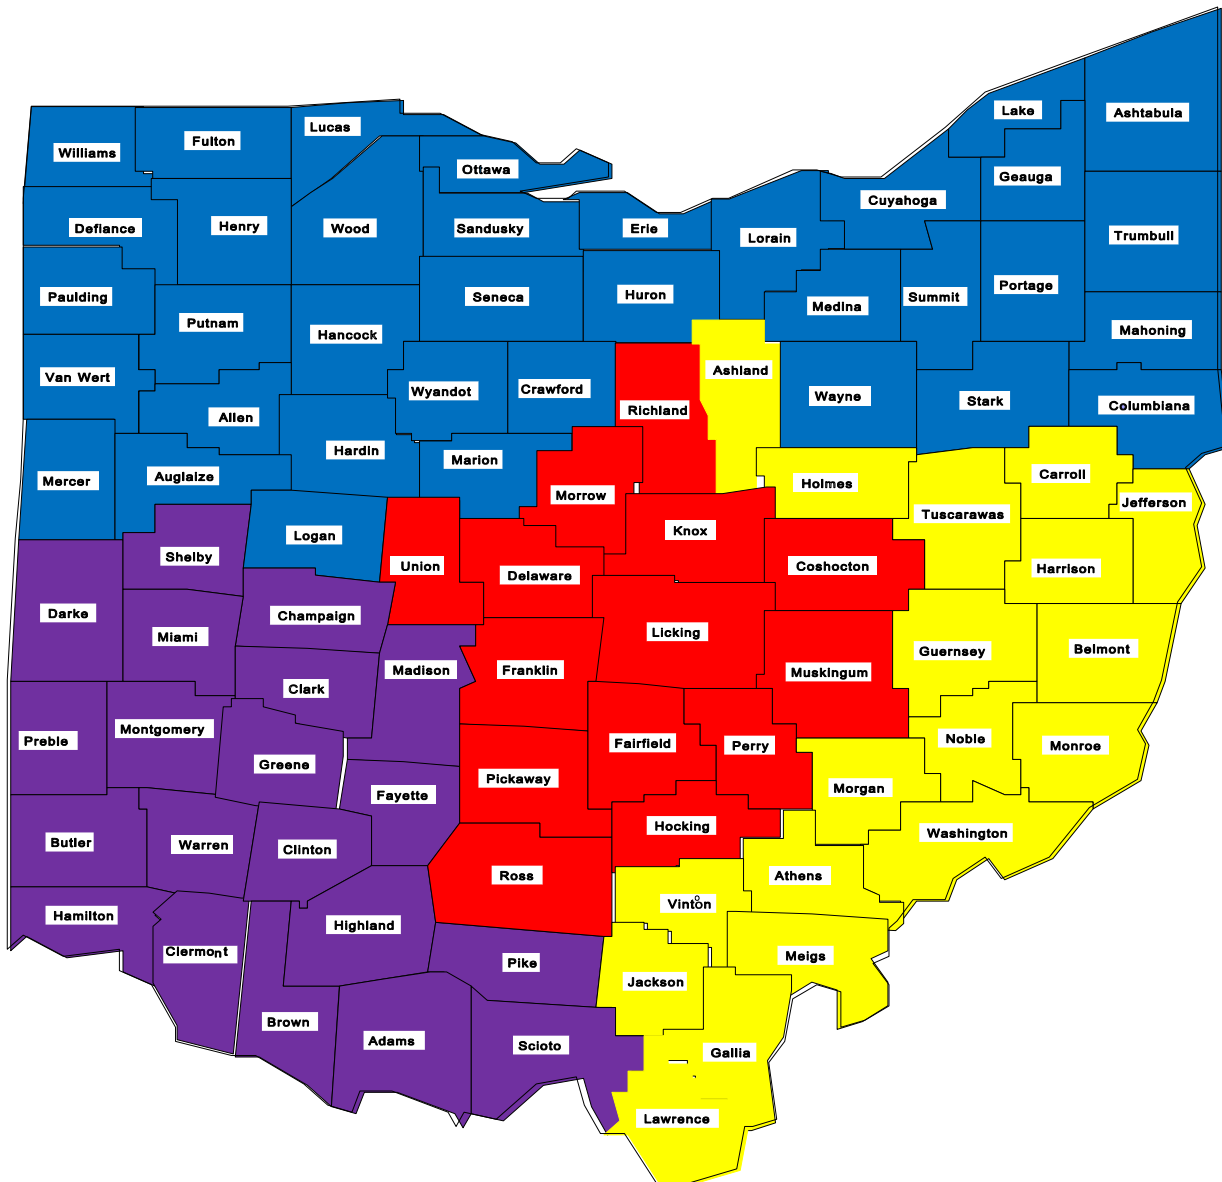 Lake
Ashtabula
Lucas
Fulton
Williams
Ottawa
Geauga
Cuyahoga
Henry
Defiance
Wood
Sandusky
Erie
Lorain
Trumbull
Paulding
Putnam
Hancock
Seneca
Huron
Medina
Summit
Portage
Mahoning
Van Wert
Allen
Wyandot
Crawford
Richland
Ashland
Wayne
Stark
Columbiana
Mercer
Auglaize
Hardin
Marion
Morrow
Holmes
Carroll
Jefferson
Tuscarawas
Logan
Shelby
Union
Delaware
Knox
Coshocton
Harrison
Darke
Miami
Champaign
Licking
Guernsey
Belmont
Madison
Franklin
Muskingum
Clark
Preble
Montgomery
Greene
Fairfield
Perry
Noble
Monroe
Pickaway
Fayette
Morgan
Butler
Warren
Clinton
Hocking
Washington
Ross
Athens
Hamilton
Highland
Vinton
Clermont
Pike
Meigs
Jackson
Brown
Adams
Scioto
Gallia
Lawrence